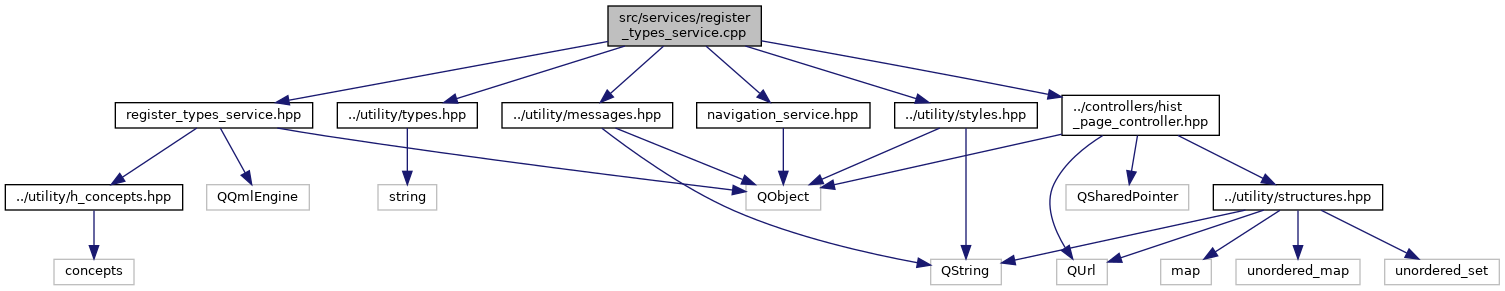 src/services/register
_types_service.cpp
register_types_service.hpp
../utility/types.hpp
../utility/messages.hpp
navigation_service.hpp
../utility/styles.hpp
../controllers/hist
_page_controller.hpp
../utility/h_concepts.hpp
QQmlEngine
string
QObject
QSharedPointer
../utility/structures.hpp
concepts
QString
QUrl
map
unordered_map
unordered_set